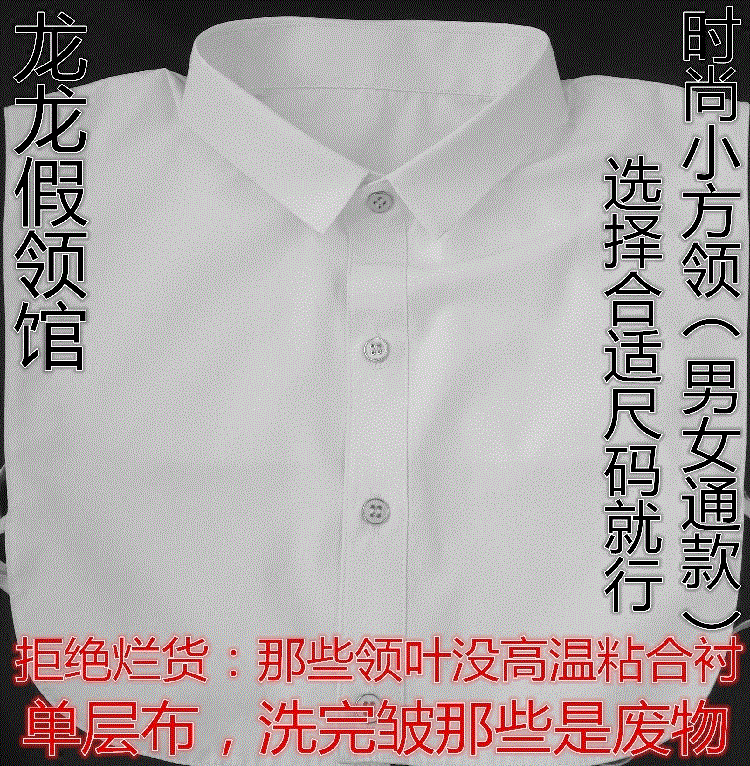 龙龙假领馆
时尚小方领（男女通款）
选择合适尺码就行
拒绝烂货：那些领叶没高温粘合衬
单层布，洗完皱那些是废物